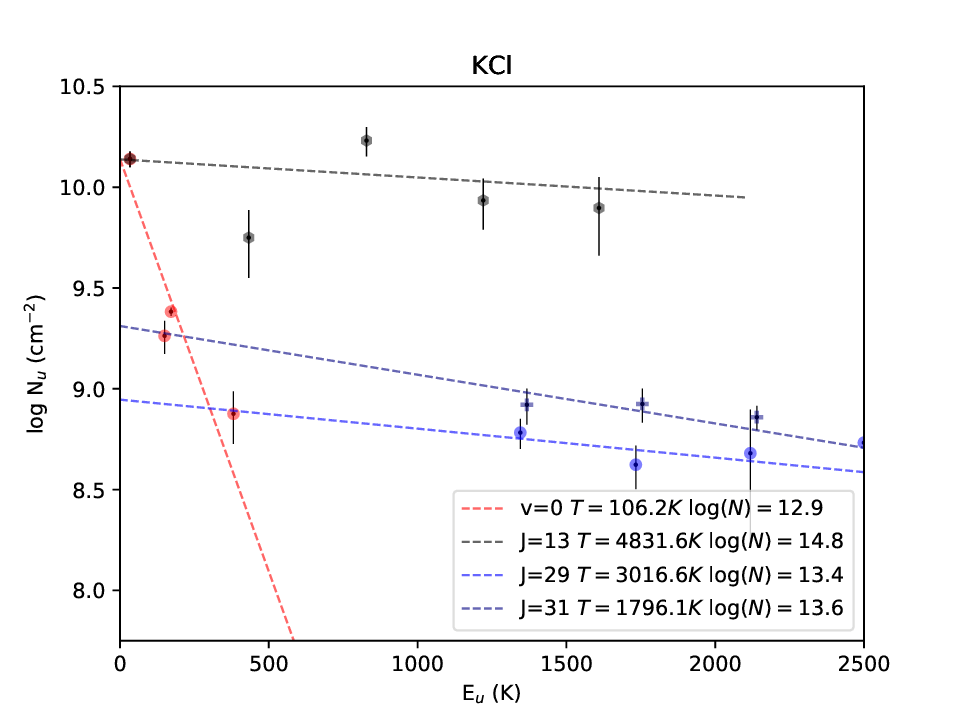 KCl
10.5
10.0
9.5
9.0
8.5
8.0
log N_u (cm⁻²)
v=0 T = 106.2K log(N) = 12.9
J=13 T = 4831.6K log(N) = 14.8
J=29 T = 3016.6K log(N) = 13.4
J=31 T = 1796.1K log(N) = 13.6
0 500 1000 1500 2000 2500
E_u (K)